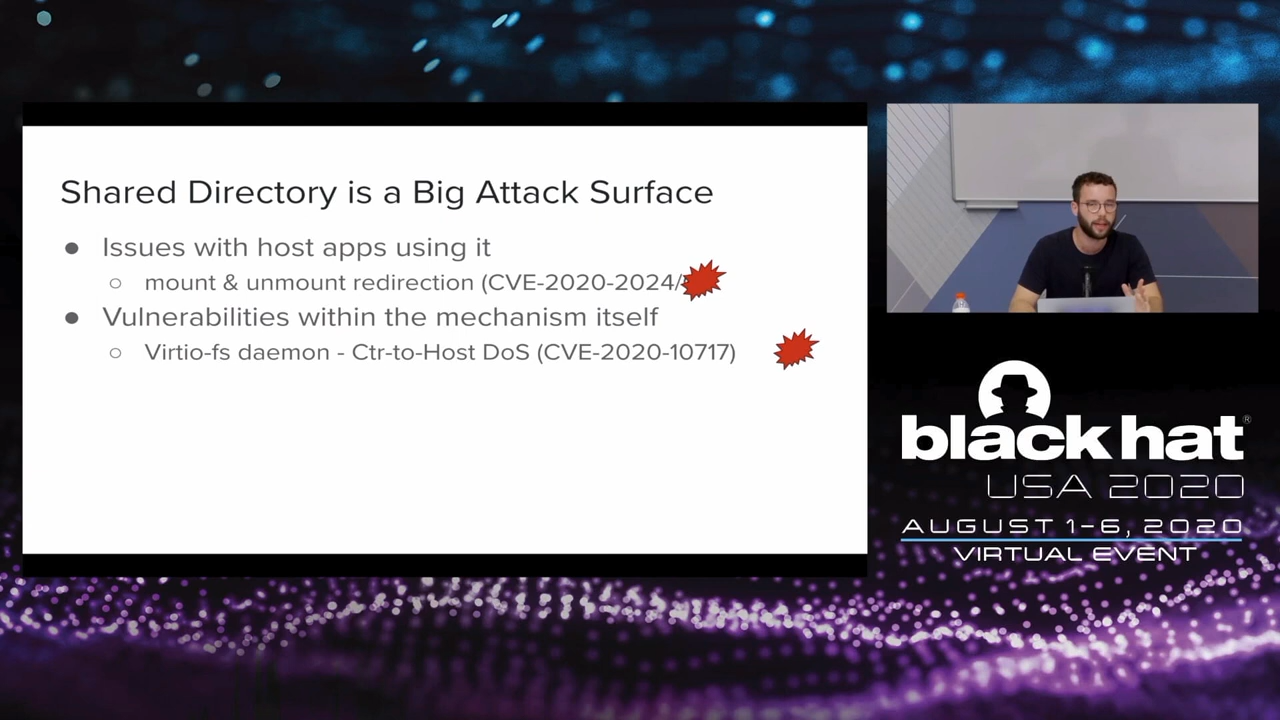 Shared Directory is a Big Attack Surface
● Issues with host apps using it
○ mount & unmount redirection (CVE-2020-2024/
● Vulnerabilities within the mechanism itself
○ Virtio-fs daemon - Ctr-to-Host DoS (CVE-2020-10717)
black hat®
USA 2020
AUGUST 1-6, 2020
VIRTUAL EVENT